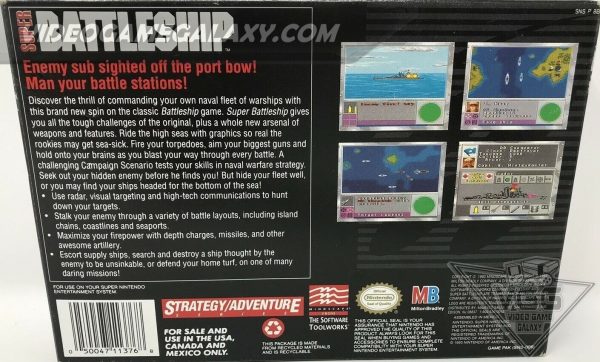 VIDEOGAMESGALAXY.COM
SUPER
BATTLESHIP™
SNS P 8B
Enemy sub sighted off the port bow!
Man your battle stations!
Discover the thrill of commanding your own naval fleet of warships with
this brand new spin on the classic Battleship game. Super Battleship gives
you all the tough challenges of the original, plus a whole new arsenal of
weapons and features. Ride the high seas with graphics so real the
rookies may get sea-sick. Fire your torpedoes, aim your biggest guns and
hold onto your brains as you blast your way through every battle. A
challenging Campaign Scenario tests your skills in naval warfare strategy.
Seek out your hidden enemy before he finds you! But hide your fleet well,
or you may find your ships headed for the bottom of the sea!
• Use radar, visual targeting and high-tech communications to hunt
down your targets.
• Stalk your enemy through a variety of battle layouts, including island
chains, coastlines and seaports.
• Maximize your firepower with depth charges, missiles, and other
awesome artillery.
• Escort supply ships, search and destroy a ship thought by the
enemy to be unsinkable, or defend your home turf, on one of many
daring missions!
FOR USE ON YOUR SUPER NINTENDO
ENTERTAINMENT SYSTEM.
0 50047 11376 8
STRATEGY/ADVENTURE
SERIES
FOR SALE AND
USE IN THE USA,
CANADA AND
MEXICO ONLY.
MINDSCAPE
FROM
THE SOFTWARE
TOOLWORKS
PRODUCT PACKAGING IS
MADE FROM RECYCLED
MATERIALS AND IS
RECYCLABLE.
Official
Nintendo
Seal of Quality
THIS OFFICIAL SEAL IS YOUR
ASSURANCE THAT NINTENDO HAS
APPROVED THE QUALITY OF THIS
PRODUCT. ALWAYS LOOK FOR THIS
SEAL WHEN BUYING GAMES AND
ACCESSORIES TO ENSURE COMPLETE
MB
Milton Bradley
VIDEO GAME
GALAXY